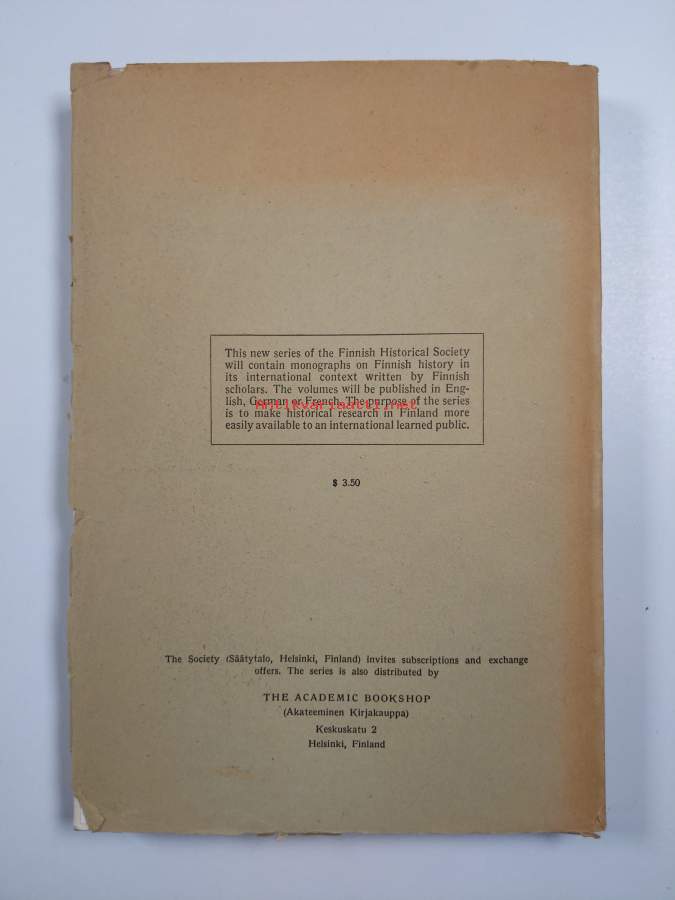 This new series of the Finnish Historical Society
will contain monographs on Finnish history in
its international context written by Finnish
scholars. The volumes will be published in Eng-
lish, German or French. The purpose of the series
is to make historical research in Finland more
easily available to an international learned public.
$ 3.50
The Society (Säätytalo, Helsinki, Finland) invites subscriptions and exchange
offers. The series is also distributed by
THE ACADEMIC BOOKSHOP
(Akateeminen Kirjakauppa)
Keskuskatu 2
Helsinki, Finland